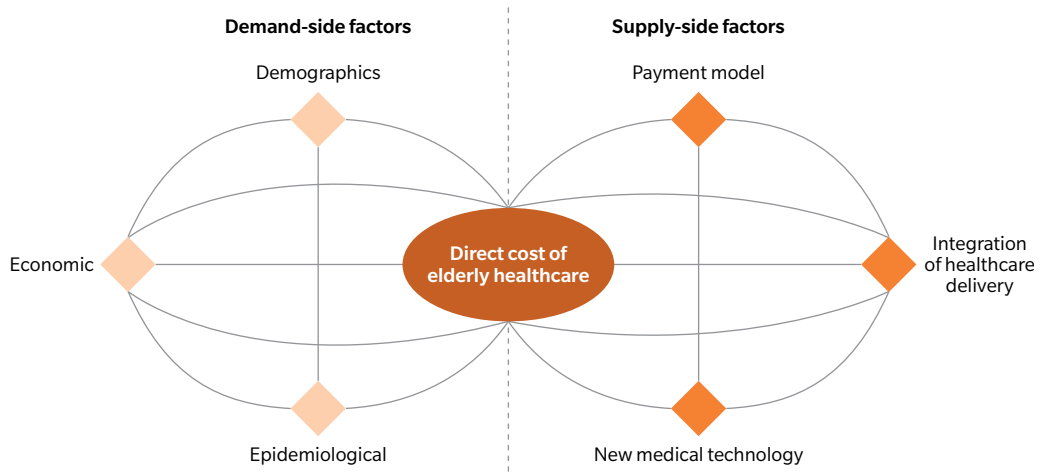 Demand-side factors
Supply-side factors
Demographics
Payment model
Economic
Direct cost of
elderly healthcare
Integration
of healthcare
delivery
Epidemiological
New medical technology